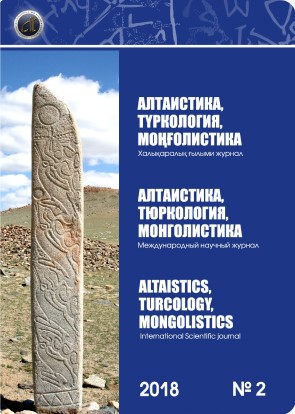 АЛТАИСТИКА,
ТҮРКОЛОГИЯ,
МОҢҒОЛИСТИКА
Халықаралық ғылыми журнал
АЛТАИСТИКА,
ТЮРКОЛОГИЯ,
МОНГОЛИСТИКА
Международный научный журнал
ALTAISTICS,
TURCOLOGY,
MONGOLISTICS
International Scientific journal
2018 № 2